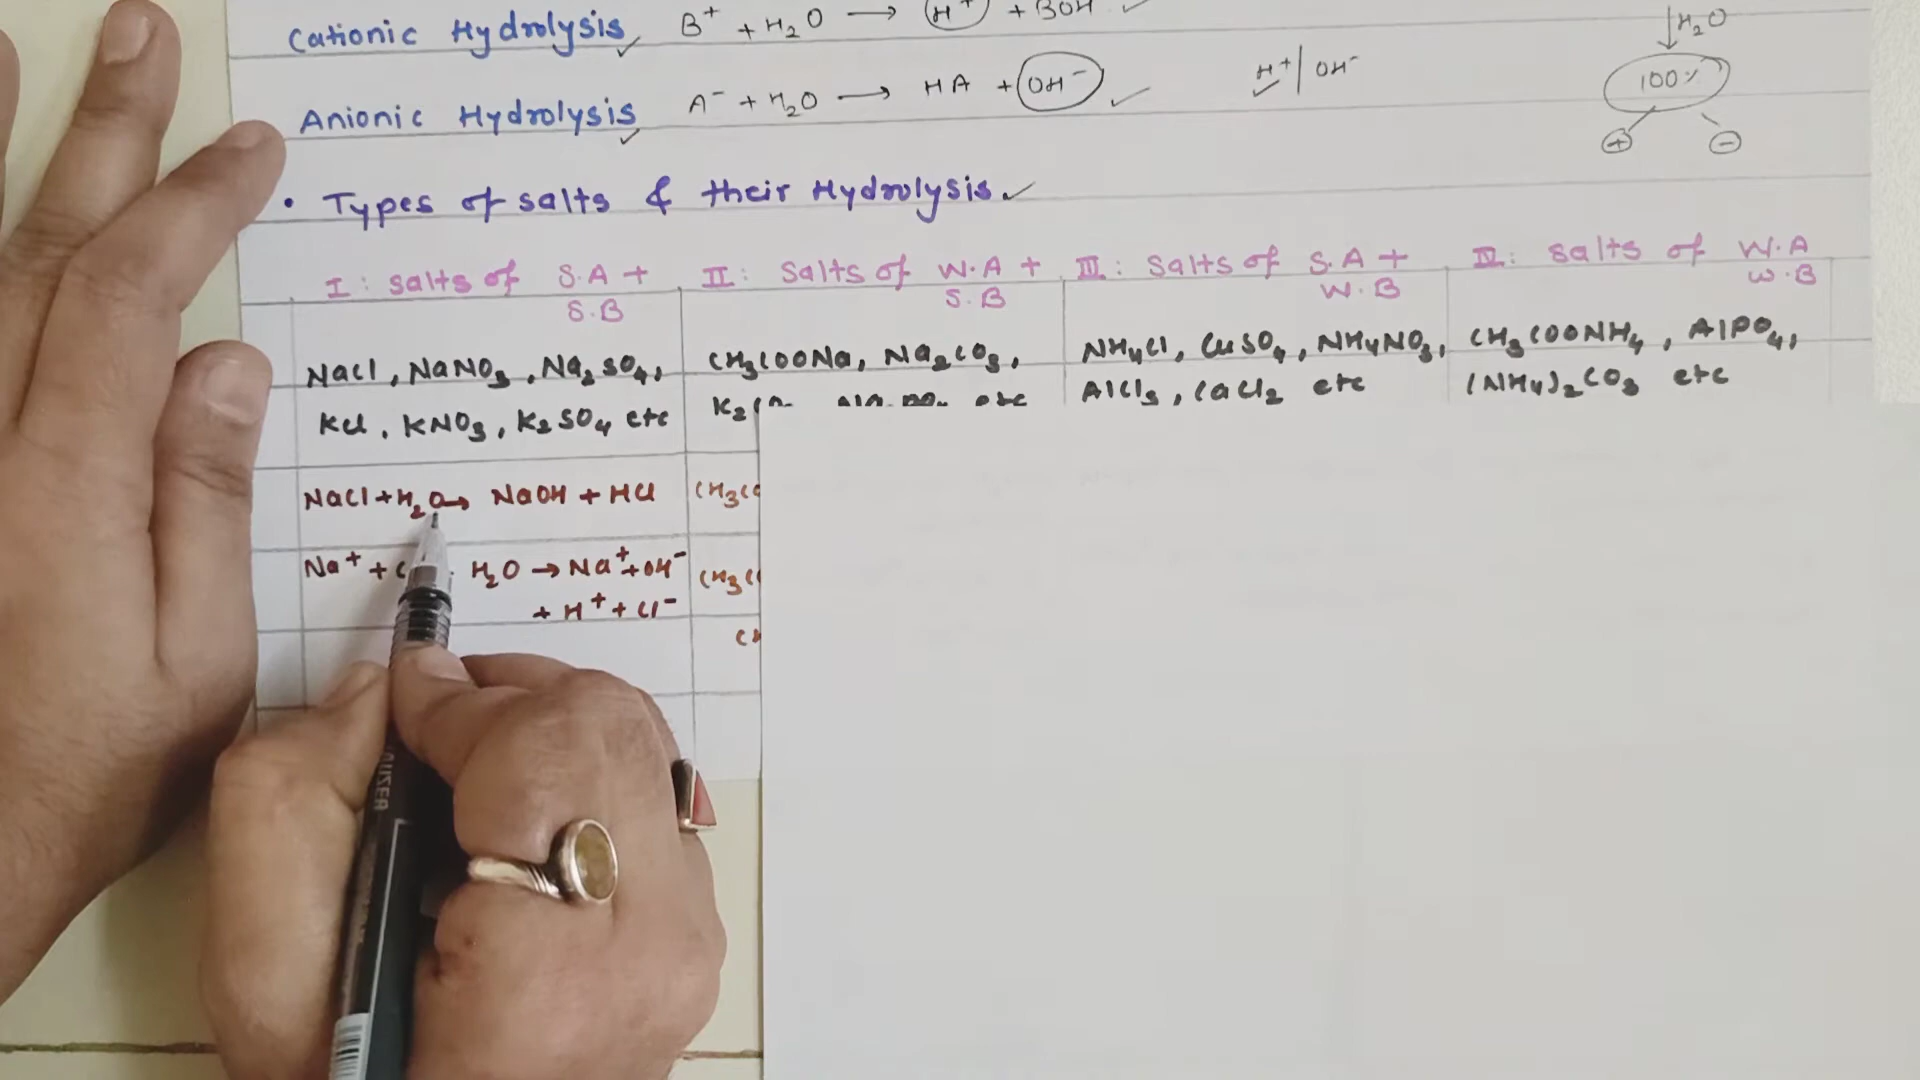 Cationic Hydrolysis B⁺ + H₂O → H⁺ + BOH
↓H₂O
Anionic Hydrolysis A⁻ + H₂O → HA + OH⁻
H⁺ | OH⁻
100%
+ −
• Types of salts & their Hydrolysis
I : Salts of S.A + S.B
II : Salts of W.A + S.B
III : Salts of S.A + W.B
IV : Salts of W.A W.B
NaCl, NaNO₃, Na₂SO₄,
KCl, KNO₃, K₂SO₄ etc
CH₃COONa, Na₂CO₃,
etc
NH₄Cl, CuSO₄, NH₄NO₃,
AlCl₃, CaCl₂ etc
CH₃COONH₄, AlPO₄,
(NH₄)₂CO₃ etc
NaCl + H₂O → NaOH + HCl
Na⁺ + H₂O → Na⁺ + OH⁻
+ H⁺ + Cl⁻